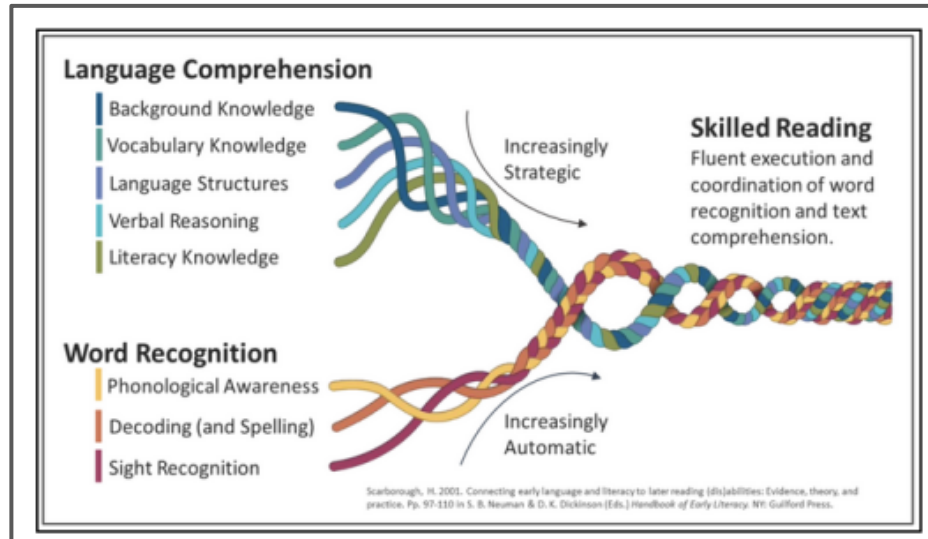 Language Comprehension
Background Knowledge
Vocabulary Knowledge
Language Structures
Verbal Reasoning
Literacy Knowledge
Increasingly
Strategic
Skilled Reading
Fluent execution and
coordination of word
recognition and text
comprehension.
Word Recognition
Phonological Awareness
Decoding (and Spelling)
Sight Recognition
Increasingly
Automatic
Scarborough, H. 2001. Connecting early language and literacy to later reading (dis)abilities: Evidence, theory, and
practice. Pp. 97-110 in S. B. Neuman & D. K. Dickinson (Eds.) Handbook of Early Literacy. NY: Guilford Press.